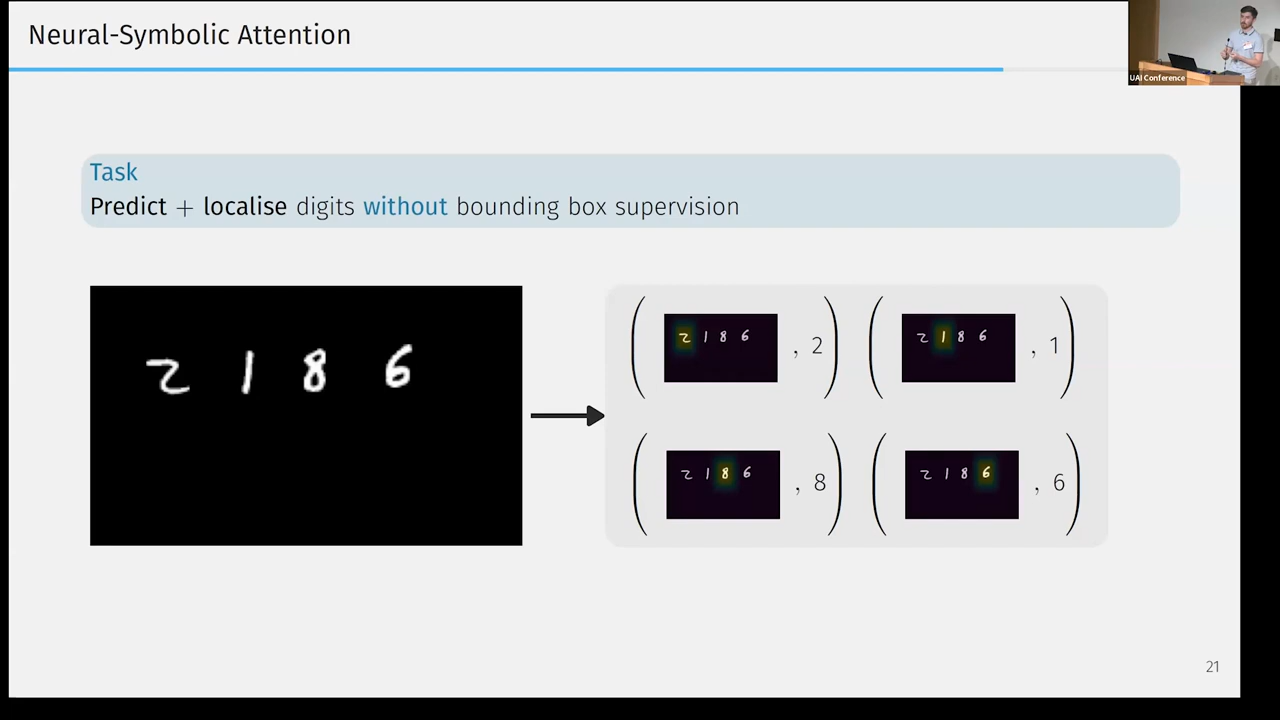 Neural-Symbolic Attention
UAI Conference
Task
Predict + localise digits without bounding box supervision
2 1 8 6
( 2 1 8 6 , 2 ) ( 2 1 8 6 , 1 )
( 2 1 8 6 , 8 ) ( 2 1 8 6 , 6 )
21